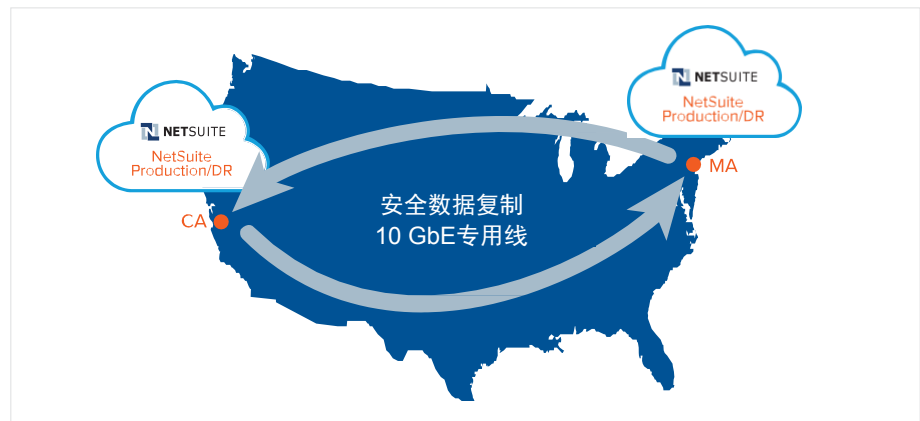 NETSUITE
NetSuite
Production/DR
MA
NETSUITE
NetSuite
Production/DR
CA
安全数据复制
10 GbE专用线